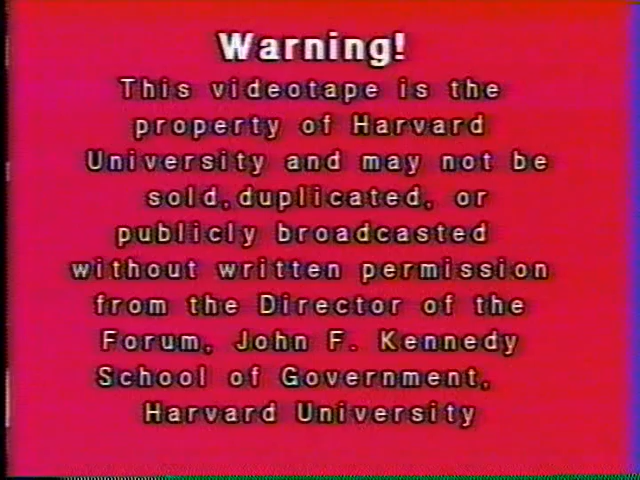 Warning!
This videotape is the
property of Harvard
University and may not be
sold,duplicated, or
publicly broadcasted
without written permission
from the Director of the
Forum, John F. Kennedy
School of Government,
Harvard University